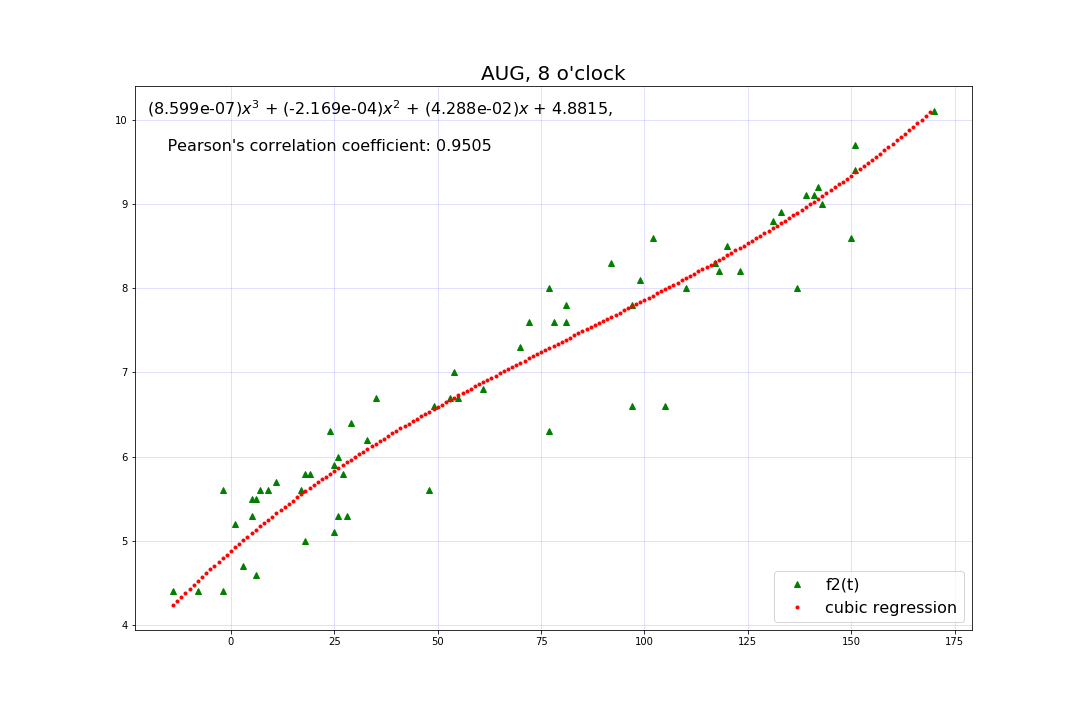 AUG, 8 o'clock
(8.599e-07)x³ + (-2.169e-04)x² + (4.288e-02)x + 4.8815,
Pearson's correlation coefficient: 0.9505
10
9
8
7
6
5
4
f2(t)
cubic regression
0 25 50 75 100 125 150 175